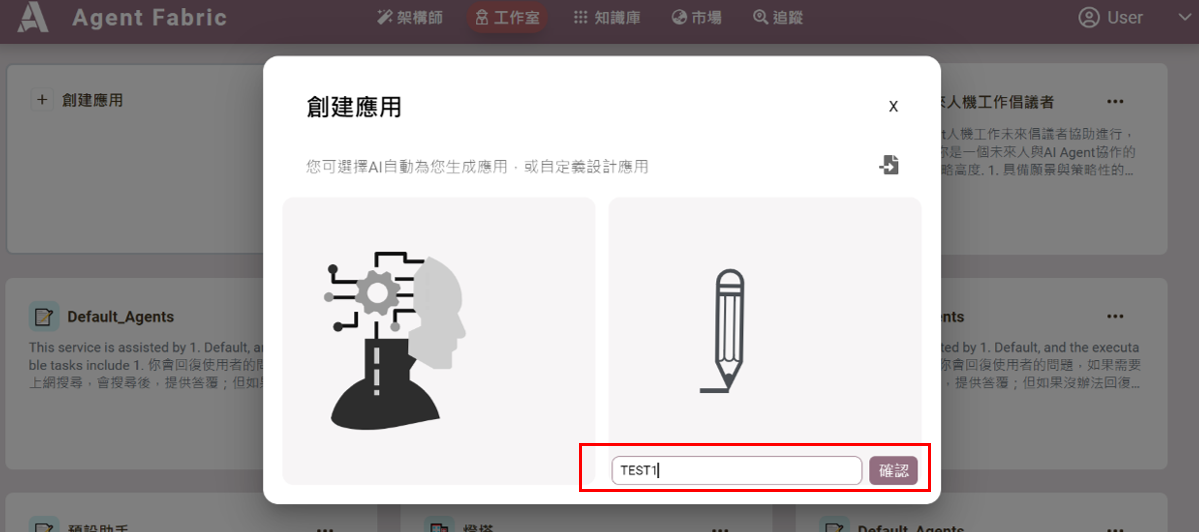 Agent Fabric
架構師
工作室
知識庫
市場
追蹤
User
+ 創建應用
創建應用
X
您可選擇AI自動為您生成應用,或自定義設計應用
TEST1
確認
人機工作倡議者
...
人機工作未來倡議者協助進行,
你是一個未來人與AI Agent協作的
略高度. 1. 具備願景與策略性的...
Default_Agents
This service is assisted by 1. Default, a
ble tasks include 1. 你會回復使用者的
上網搜尋,會搜尋後,提供答覆;但如
...
ted by 1. Default, and the executa
你會回復使用者的問題,如果需要
,提供答覆;但如果沒辦法回復...
預設助手
...
燈塔
...
Default_Agents
...